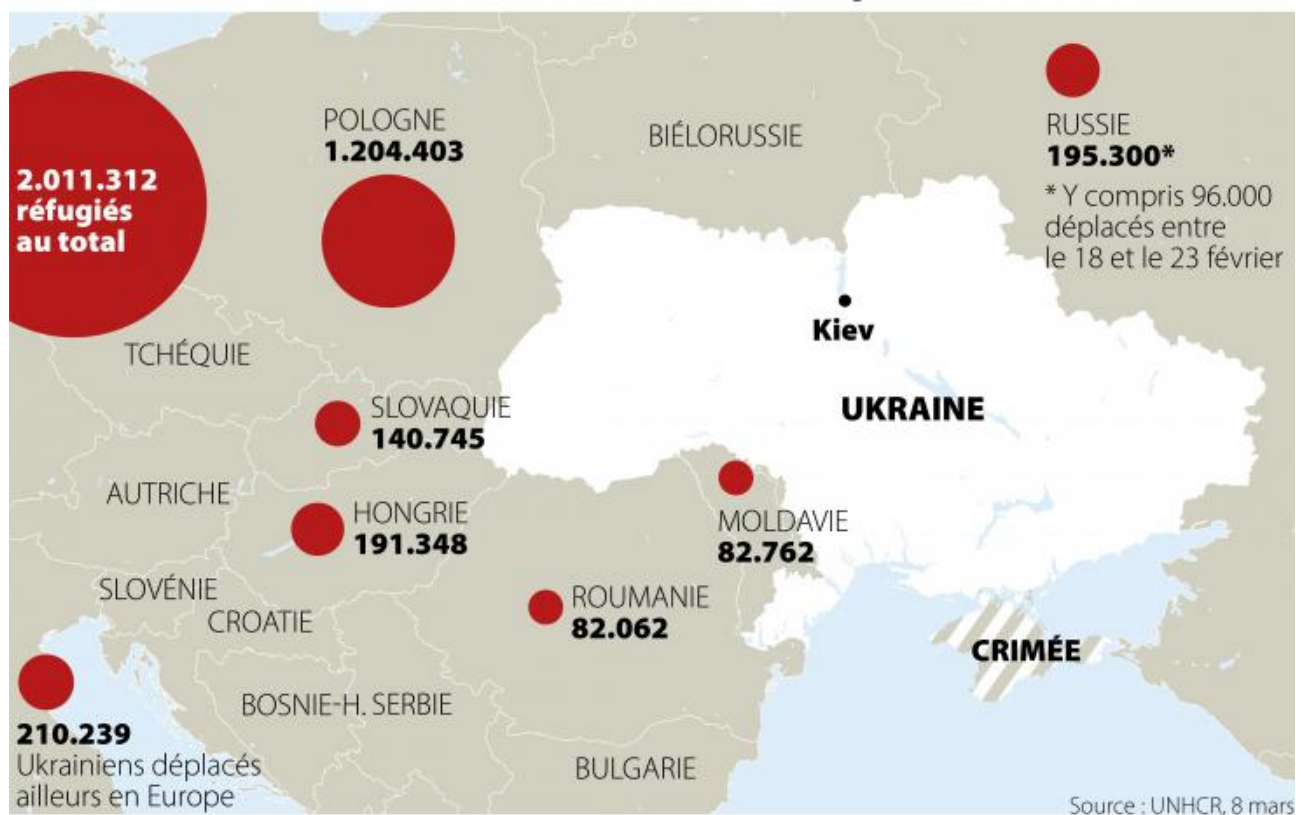 2.011.312
réfugiés
au total
POLOGNE
1.204.403
BIÉLORUSSIE
RUSSIE
195.300*
* Y compris 96.000
déplacés entre
le 18 et le 23 février
Kiev
UKRAINE
TCHÉQUIE
SLOVAQUIE
140.745
AUTRICHE
HONGRIE
191.348
MOLDAVIE
82.762
SLOVÉNIE
CROATIE
ROUMANIE
82.062
CRIMÉE
BOSNIE-H. SERBIE
210.239
Ukrainiens déplacés
ailleurs en Europe
BULGARIE
Source : UNHCR, 8 mars